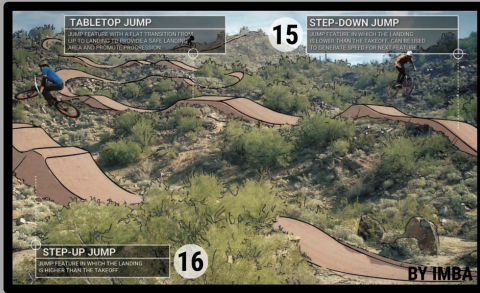 TABLETOP JUMP
JUMP FEATURE WITH A FLAT TRANSITION FROM
UP TO LANDING TO PROVIDE A SAFE LANDING
AREA AND PROMOTE PROGRESSION
15
STEP-DOWN JUMP
JUMP FEATURE IN WHICH THE LANDING
IS LOWER THAN THE TAKEOFF. CAN BE USED
TO GENERATE SPEED FOR NEXT FEATURE
STEP-UP JUMP
JUMP FEATURE IN WHICH THE LANDING
IS HIGHER THAN THE TAKEOFF
16
BY IMBA